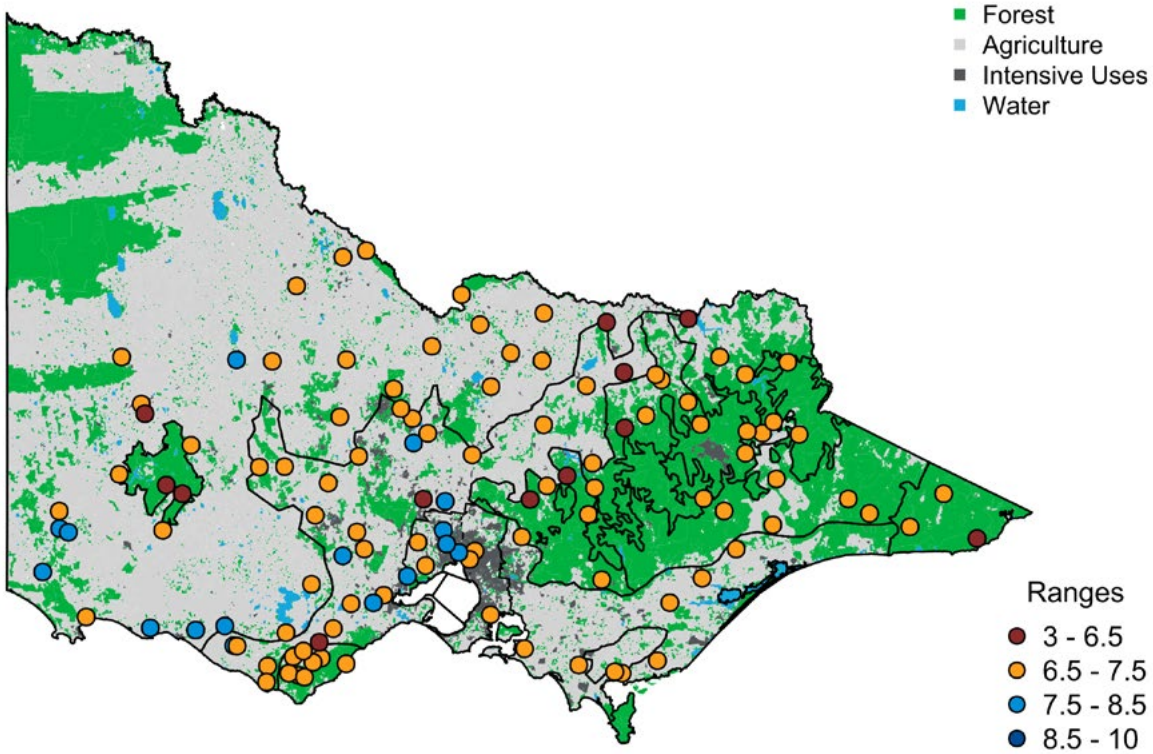 Forest
Agriculture
Intensive Uses
Water
Ranges
3 - 6.5
6.5 - 7.5
7.5 - 8.5
8.5 - 10